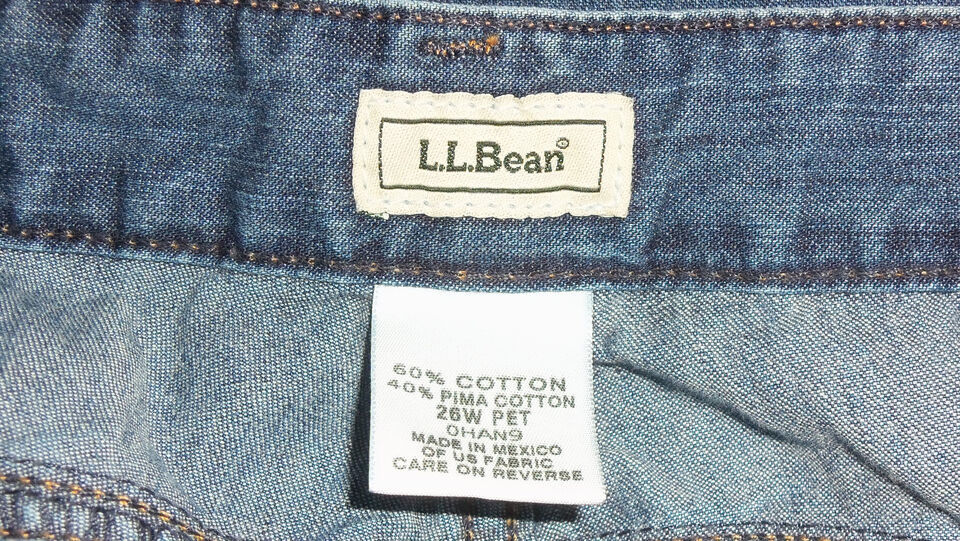 L.L.Bean®
60% COTTON
40% PIMA COTTON
26W PET
0HAN9
MADE IN MEXICO
OF US FABRIC
CARE ON REVERSE